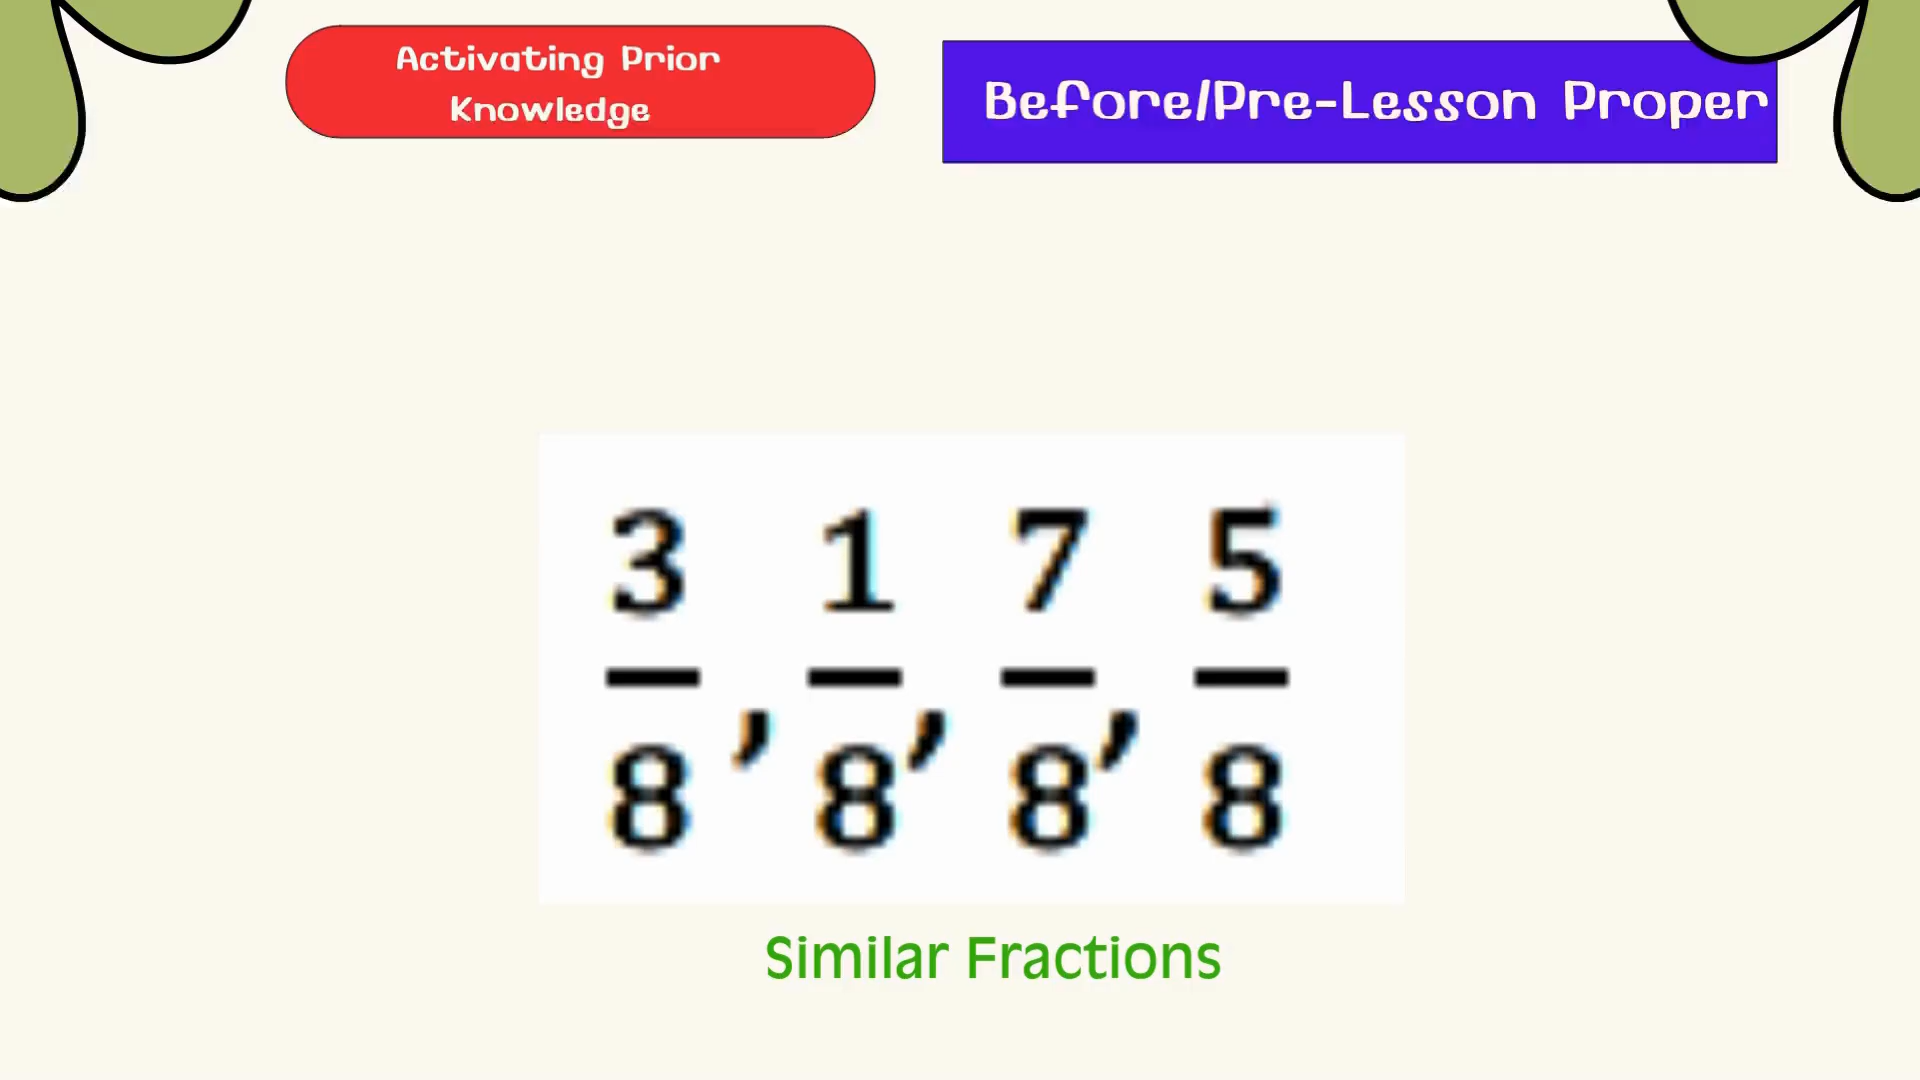 Activating Prior
Knowledge
Before/Pre-Lesson Proper
3/8, 1/8, 7/8, 5/8
Similar Fractions